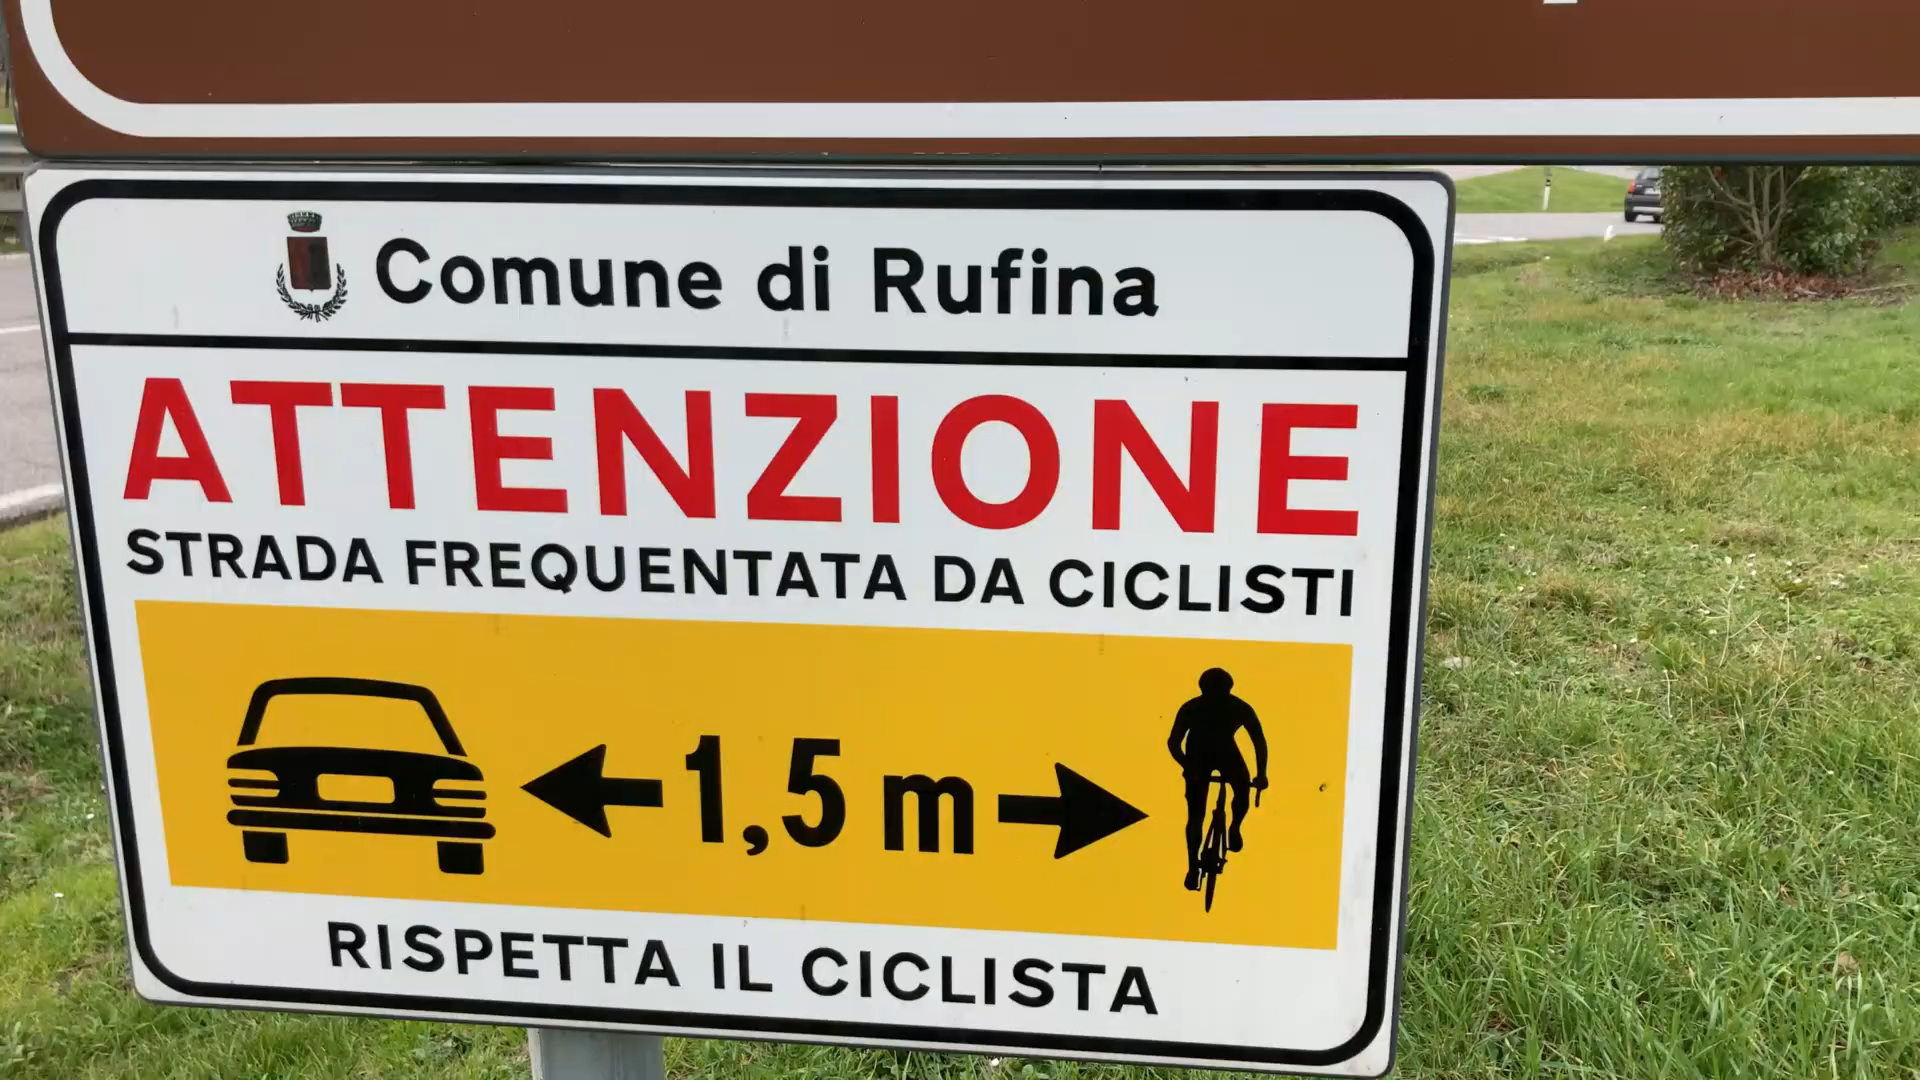 Comune di Rufina
ATTENZIONE
STRADA FREQUENTATA DA CICLISTI
1,5 m
RISPETTA IL CICLISTA